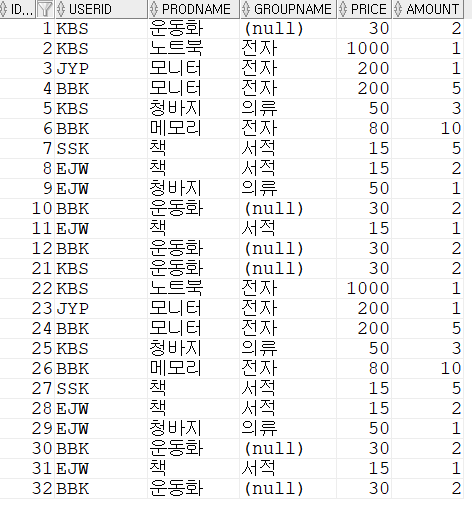 ID... USERID PRODNAME GROUPNAME PRICE AMOUNT
1 KBS 운동화 (null) 30 2
2 KBS 노트북 전자 1000 1
3 JYP 모니터 전자 200 1
4 BBK 모니터 전자 200 5
5 KBS 청바지 의류 50 3
6 BBK 메모리 전자 80 10
7 SSK 책 서적 15 5
8 EJW 책 서적 15 2
9 EJW 청바지 의류 50 1
10 BBK 운동화 (null) 30 2
11 EJW 책 서적 15 1
12 BBK 운동화 (null) 30 2
21 KBS 운동화 (null) 30 2
22 KBS 노트북 전자 1000 1
23 JYP 모니터 전자 200 1
24 BBK 모니터 전자 200 5
25 KBS 청바지 의류 50 3
26 BBK 메모리 전자 80 10
27 SSK 책 서적 15 5
28 EJW 책 서적 15 2
29 EJW 청바지 의류 50 1
30 BBK 운동화 (null) 30 2
31 EJW 책 서적 15 1
32 BBK 운동화 (null) 30 2